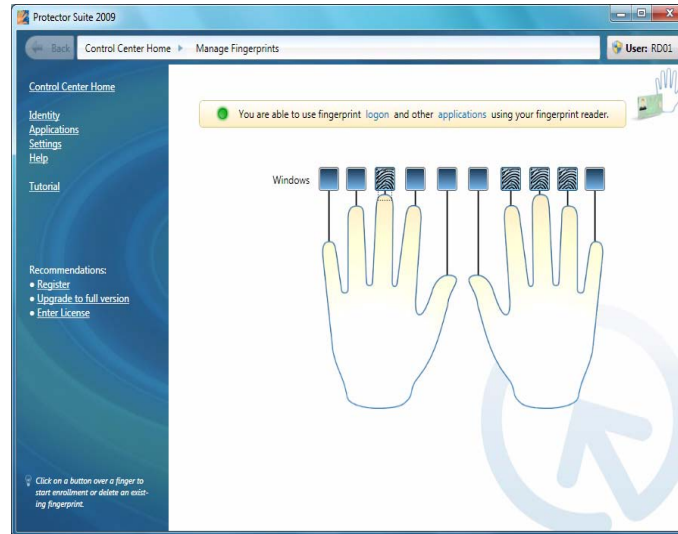 Protector Suite 2009
Back Control Center Home Manage Fingerprints User: RD01
Control Center Home
You are able to use fingerprint logon and other applications using your fingerprint reader.
Identity
Applications
Settings
Help
Tutorial
Windows
Recommendations:
• Register
• Upgrade to full version
• Enter License
Click on a button over a finger to
start enrollment or delete an exist-
ing fingerprint.